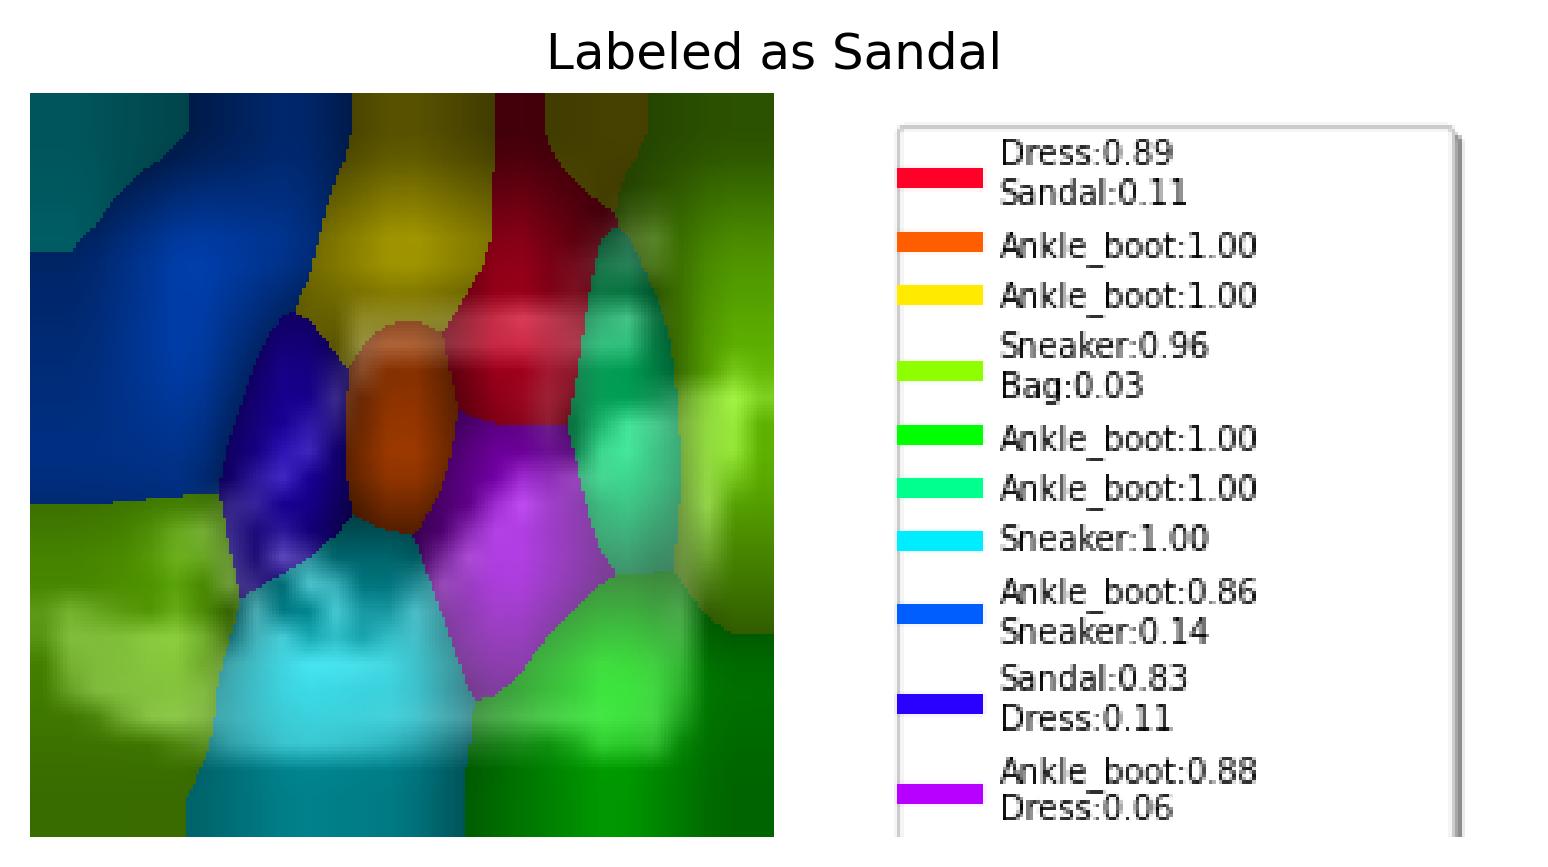 Labeled as Sandal
Dress:0.89
Sandal:0.11
Ankle_boot:1.00
Ankle_boot:1.00
Sneaker:0.96
Bag:0.03
Ankle_boot:1.00
Ankle_boot:1.00
Sneaker:1.00
Ankle_boot:0.86
Sneaker:0.14
Sandal:0.83
Dress:0.11
Ankle_boot:0.88
Dress:0.06